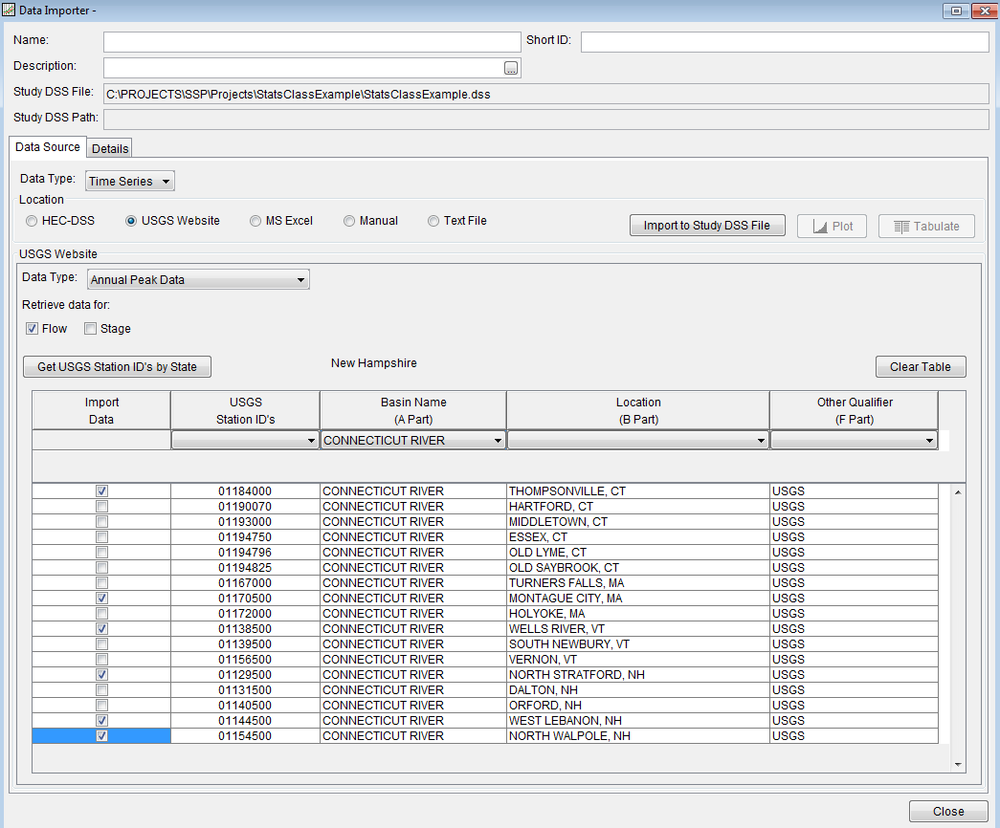 Data Importer -
Name: Short ID:
Description: ...
Study DSS File: C:\PROJECTS\SSP\Projects\StatsClassExample\StatsClassExample.dss
Study DSS Path:
Data Source Details
Data Type: Time Series
Location
HEC-DSS USGS Website MS Excel Manual Text File Import to Study DSS File Plot Tabulate
USGS Website
Data Type: Annual Peak Data
Retrieve data for:
Flow Stage
Get USGS Station ID's by State New Hampshire Clear Table
Import USGS Basin Name Location Other Qualifier
Data Station ID's (A Part) (B Part) (F Part)
CONNECTICUT RIVER
01184000 CONNECTICUT RIVER THOMPSONVILLE, CT USGS
01190070 CONNECTICUT RIVER HARTFORD, CT USGS
01193000 CONNECTICUT RIVER MIDDLETOWN, CT USGS
01194750 CONNECTICUT RIVER ESSEX, CT USGS
01194796 CONNECTICUT RIVER OLD LYME, CT USGS
01194825 CONNECTICUT RIVER OLD SAYBROOK, CT USGS
01167000 CONNECTICUT RIVER TURNERS FALLS, MA USGS
01170500 CONNECTICUT RIVER MONTAGUE CITY, MA USGS
01172000 CONNECTICUT RIVER HOLYOKE, MA USGS
01138500 CONNECTICUT RIVER WELLS RIVER, VT USGS
01139500 CONNECTICUT RIVER SOUTH NEWBURY, VT USGS
01156500 CONNECTICUT RIVER VERNON, VT USGS
01129500 CONNECTICUT RIVER NORTH STRATFORD, NH USGS
01131500 CONNECTICUT RIVER DALTON, NH USGS
01140500 CONNECTICUT RIVER ORFORD, NH USGS
01144500 CONNECTICUT RIVER WEST LEBANON, NH USGS
01154500 CONNECTICUT RIVER NORTH WALPOLE, NH USGS
Close